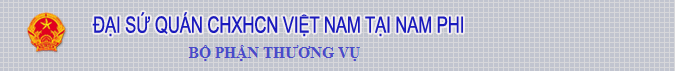 ĐẠI SỨ QUÁN CHXHCN VIỆT NAM TẠI NAM PHI
BỘ PHẬN THƯƠNG VỤ